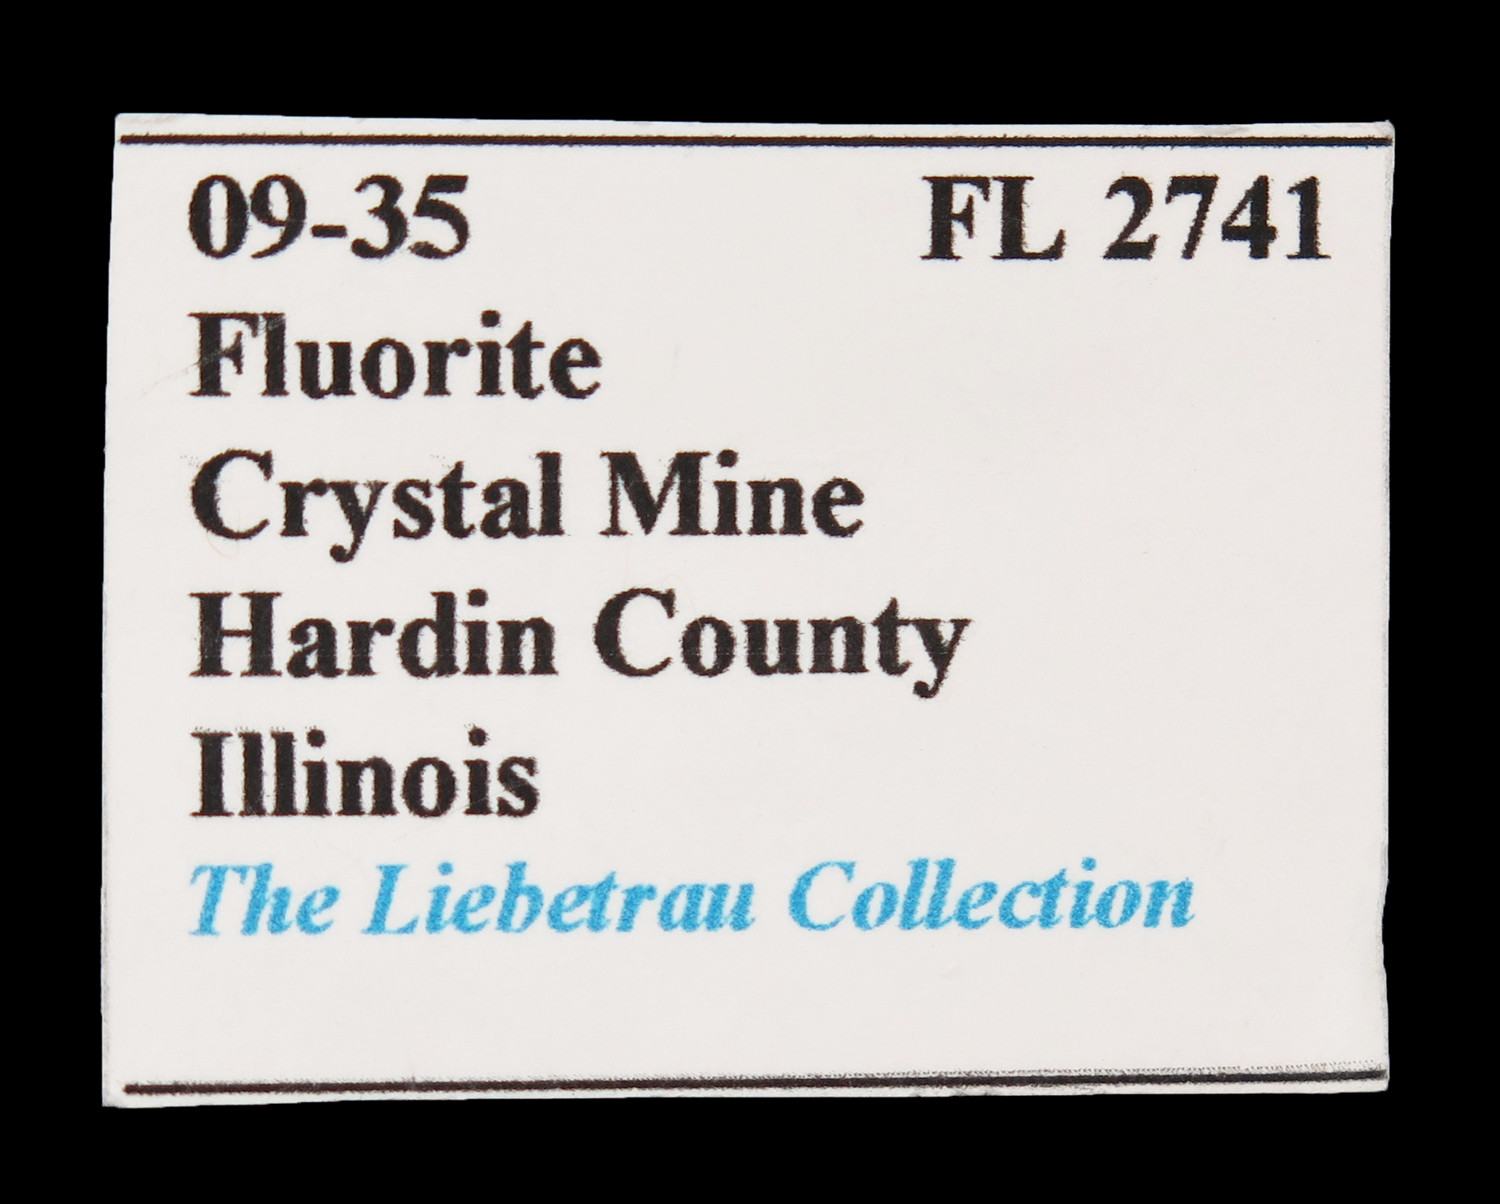 09-35 FL 2741
Fluorite
Crystal Mine
Hardin County
Illinois
The Liebetrau Collection